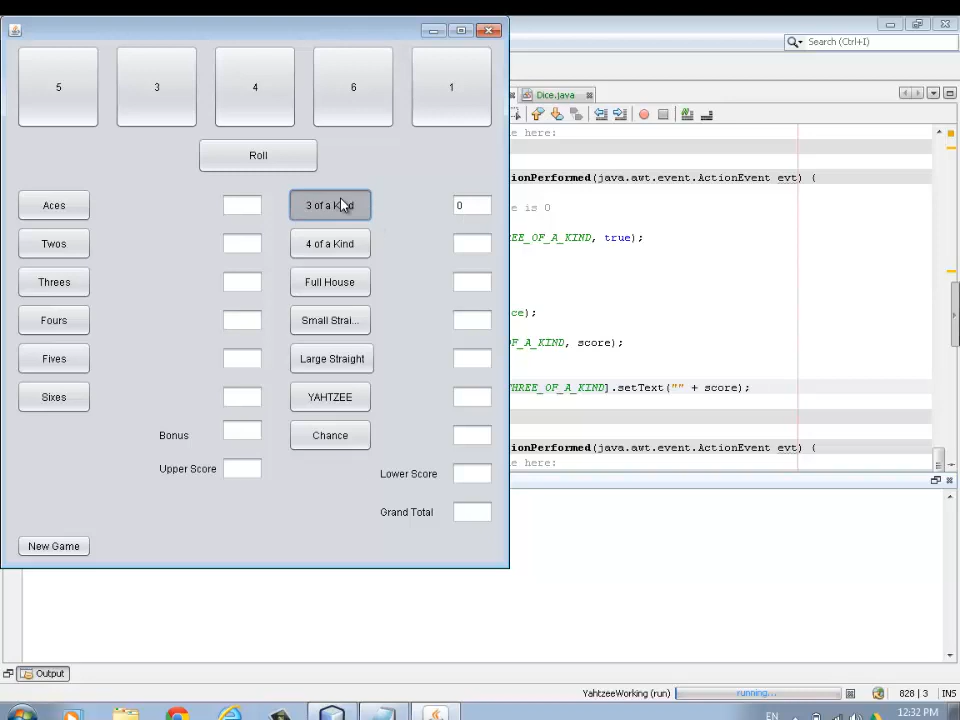 Search (Ctrl+I)
5 3 4 6 1
Dice.java
e here:
Roll
ionPerformed(java.awt.event.ActionEvent evt) {
Aces 3 of a Kind 0
e is 0
REE_OF_A_KIND, true);
Twos 4 of a Kind
Threes Full House
ce);
Fours Small Strai...
OF_A_KIND, score);
Fives Large Straight
THREE_OF_A_KIND].setText("" + score);
Sixes YAHTZEE
Bonus Chance
ionPerformed(java.awt.event.ActionEvent evt) {
e here:
Upper Score
Lower Score
Grand Total
New Game
Output
YahtzeeWorking (run) running... 828 | 3 INS
EN 12:32 PM